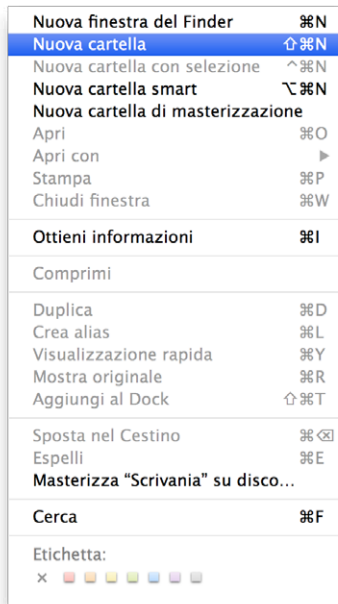 Nuova finestra del Finder ⌘N
Nuova cartella ⇧⌘N
Nuova cartella con selezione ^⌘N
Nuova cartella smart ⌥⌘N
Nuova cartella di masterizzazione
Apri ⌘O
Apri con ▶
Stampa ⌘P
Chiudi finestra ⌘W
Ottieni informazioni ⌘I
Comprimi
Duplica ⌘D
Crea alias ⌘L
Visualizzazione rapida ⌘Y
Mostra originale ⌘R
Aggiungi al Dock ⇧⌘T
Sposta nel Cestino ⌘⌫
Espelli ⌘E
Masterizza “Scrivania” su disco...
Cerca ⌘F
Etichetta:
×